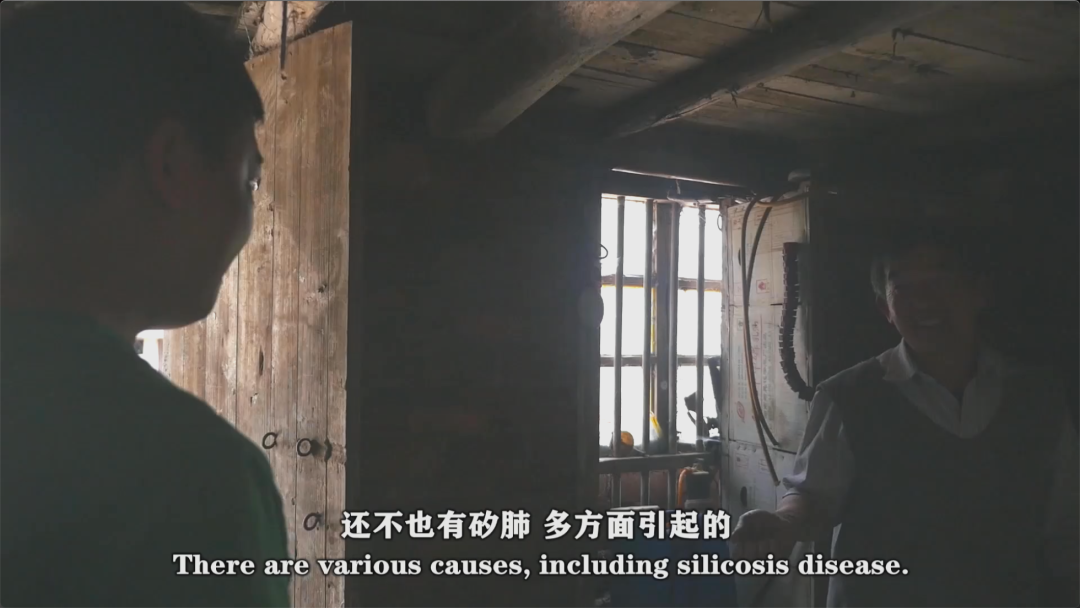 还不也有矽肺 多方面引起的
There are various causes, including silicosis disease.